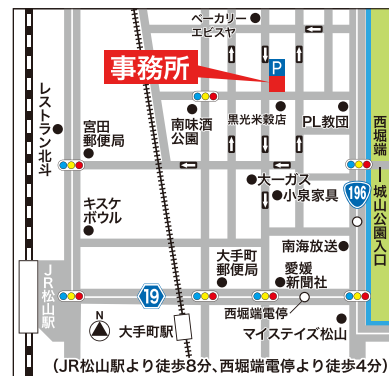 ベーカリー
エビスヤ
P
事務所
レストラン北斗
宮田
郵便局
南味酒
公園
黒光米穀店
PL教団
西堀端
城山公園入口
196
大一ガス
小泉家具
キスケ
ボウル
南海放送
大手町
郵便局
愛媛
新聞社
JR松山駅
19
西堀端電停
N
大手町駅
マイステイズ松山
(JR松山駅より徒歩8分、西堀端電停より徒歩4分)